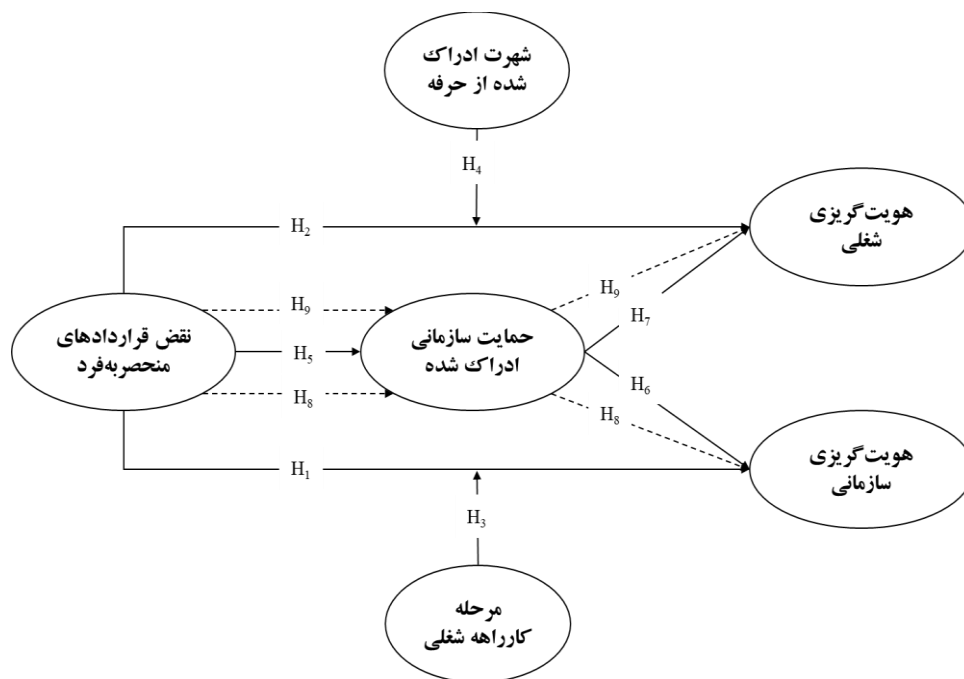 شهرت ادراک
شده از حرفه
H₄
H₂
هویت‌گریزی
شغلی
H₉
H₉
H₇
نقض قراردادهای
منحصربه‌فرد
H₅
حمایت سازمانی
ادراک شده
H₆
H₈
H₈
H₁
هویت‌گریزی
سازمانی
H₃
مرحله
کارراهه شغلی